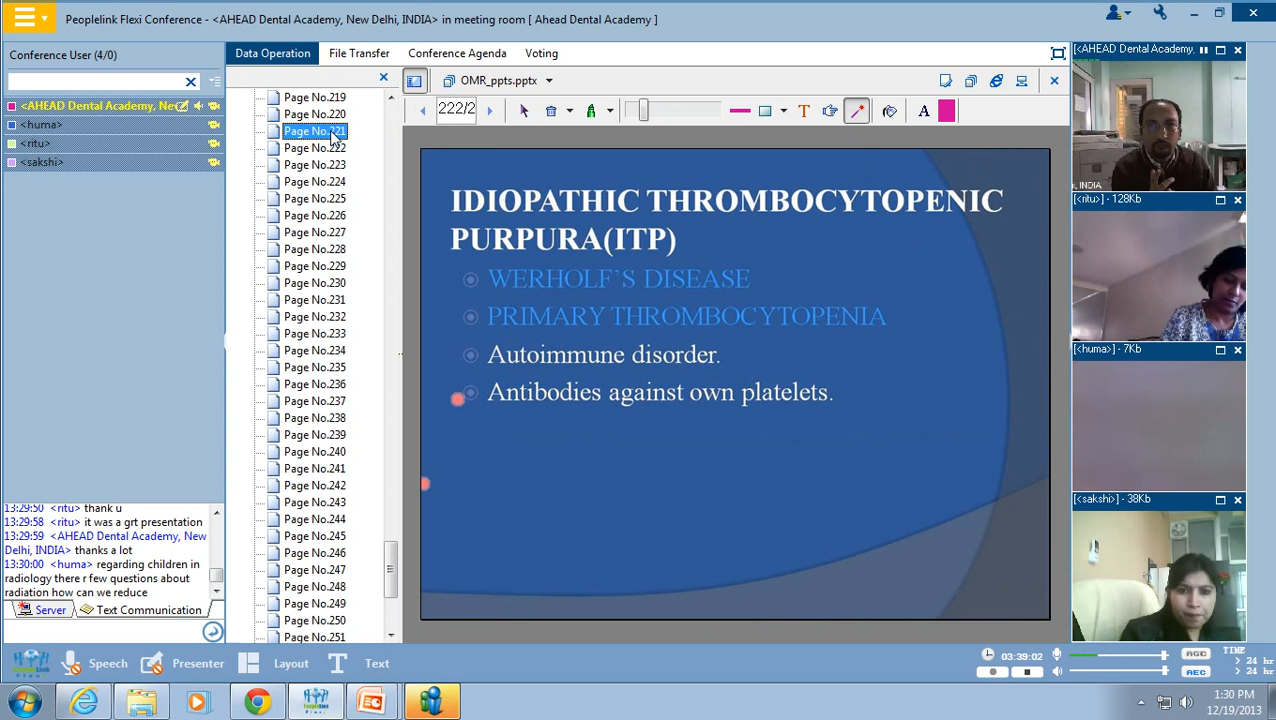 Peoplelink Flexi Conference - <AHEAD Dental Academy, New Delhi, INDIA> in meeting room [ Ahead Dental Academy ]
Conference User (4/0)
<AHEAD Dental Academy, Ne
<huma>
<ritu>
<sakshi>
13:29:50 <ritu> thank u
13:29:58 <ritu> it was a grt presentation
13:29:59 <AHEAD Dental Academy, New
Delhi, INDIA> thanks a lot
13:30:00 <huma> regarding children in
radiology there r few questions about
radiation how can we reduce
Server Text Communication
Data Operation File Transfer Conference Agenda Voting
OMR_ppts.pptx
222/2
T A
Page No.219
Page No.220
Page No.221
Page No.222
Page No.223
Page No.224
Page No.225
Page No.226
Page No.227
Page No.228
Page No.229
Page No.230
Page No.231
Page No.232
Page No.233
Page No.234
Page No.235
Page No.236
Page No.237
Page No.238
Page No.239
Page No.240
Page No.241
Page No.242
Page No.243
Page No.244
Page No.245
Page No.246
Page No.247
Page No.248
Page No.249
Page No.250
Page No.251
IDIOPATHIC THROMBOCYTOPENIC
PURPURA(ITP)
WERHOLF`S DISEASE
PRIMARY THROMBOCYTOPENIA
Autoimmune disorder.
Antibodies against own platelets.
[<AHEAD Dental Academy,
, INDIA
[<ritu>] - 128Kb
[<huma>] 7Kb
[<sakshi>] - 38Kb
Speech Presenter Layout Text
03:39:02
AGC
AEC
TIME
> 24 hr
> 24 hr
1:30 PM
12/19/2013